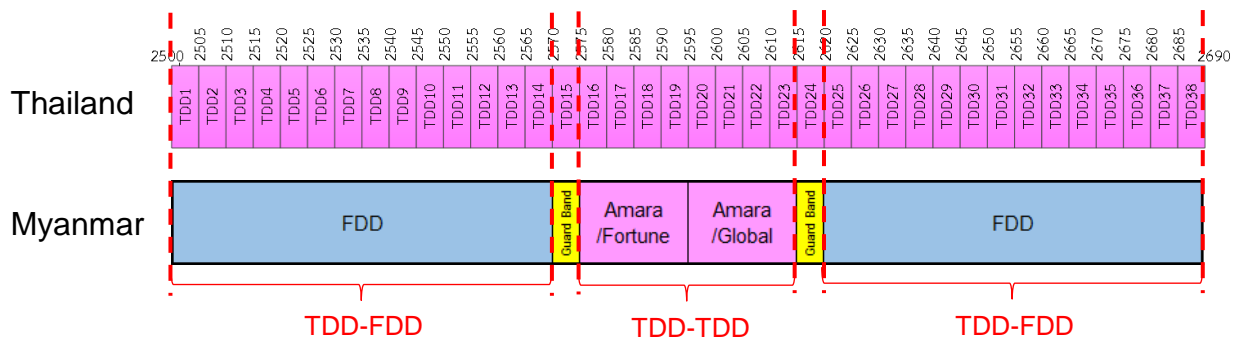 2500 2505 2510 2515 2520 2525 2530 2535 2540 2545 2550 2555 2560 2565 2570 2575 2580 2585 2590 2595 2600 2605 2610 2615 2620 2625 2630 2635 2640 2645 2650 2655 2660 2665 2670 2675 2680 2685 2690
Thailand
TDD1 TDD2 TDD3 TDD4 TDD5 TDD6 TDD7 TDD8 TDD9 TDD10 TDD11 TDD12 TDD13 TDD14 TDD15 TDD16 TDD17 TDD18 TDD19 TDD20 TDD21 TDD22 TDD23 TDD24 TDD25 TDD26 TDD27 TDD28 TDD29 TDD30 TDD31 TDD32 TDD33 TDD34 TDD35 TDD36 TDD37 TDD38
Myanmar
FDD
Guard Band
Amara
/Fortune
Amara
/Global
Guard Band
FDD
TDD-FDD
TDD-TDD
TDD-FDD